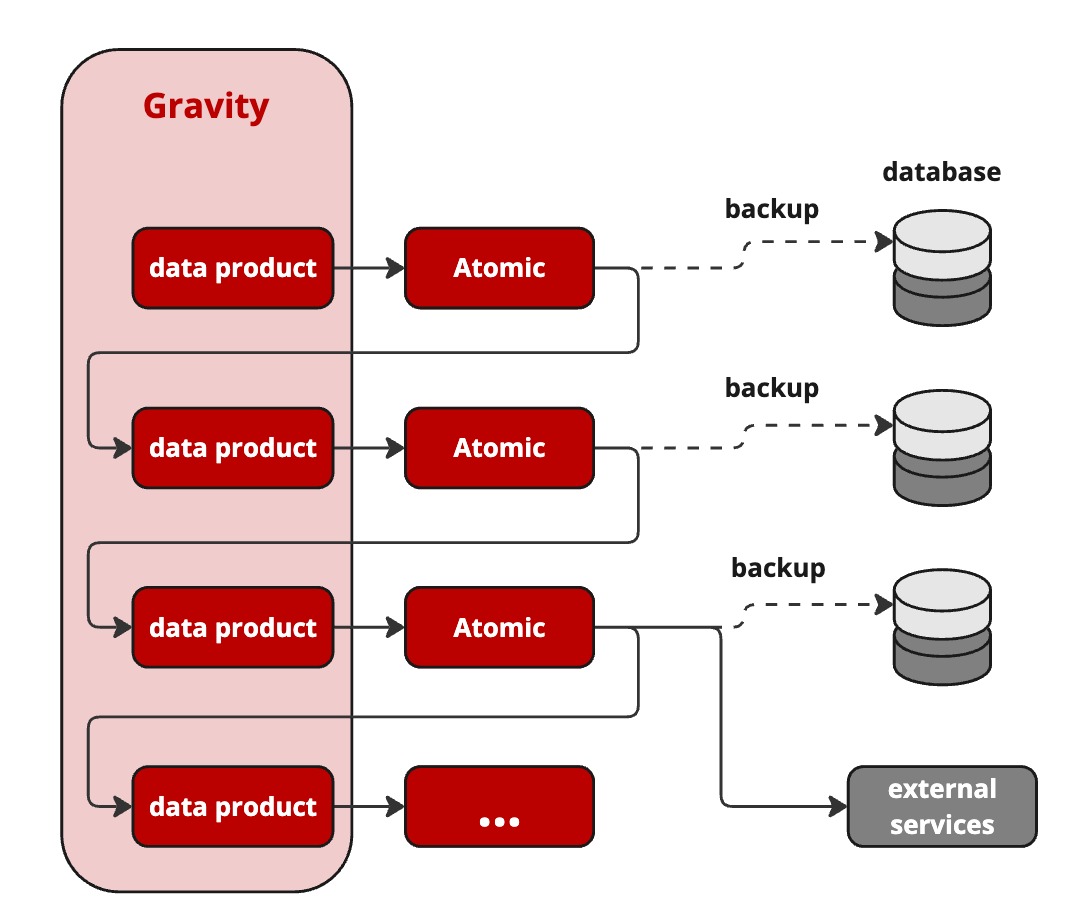 Gravity
database
backup
data product
Atomic
backup
data product
Atomic
backup
data product
Atomic
data product
...
external
services